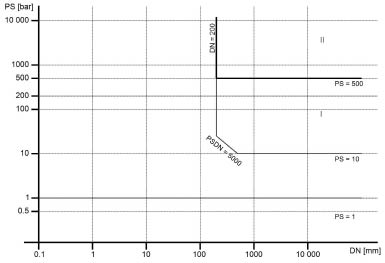 PS [bar]
10 000
1000
500
200
100
10
1
0.5
DN = 200
II
PS = 500
I
PSDN = 5000
PS = 10
PS = 1
0.1
1
10
100
200
1000
10 000
DN [mm]